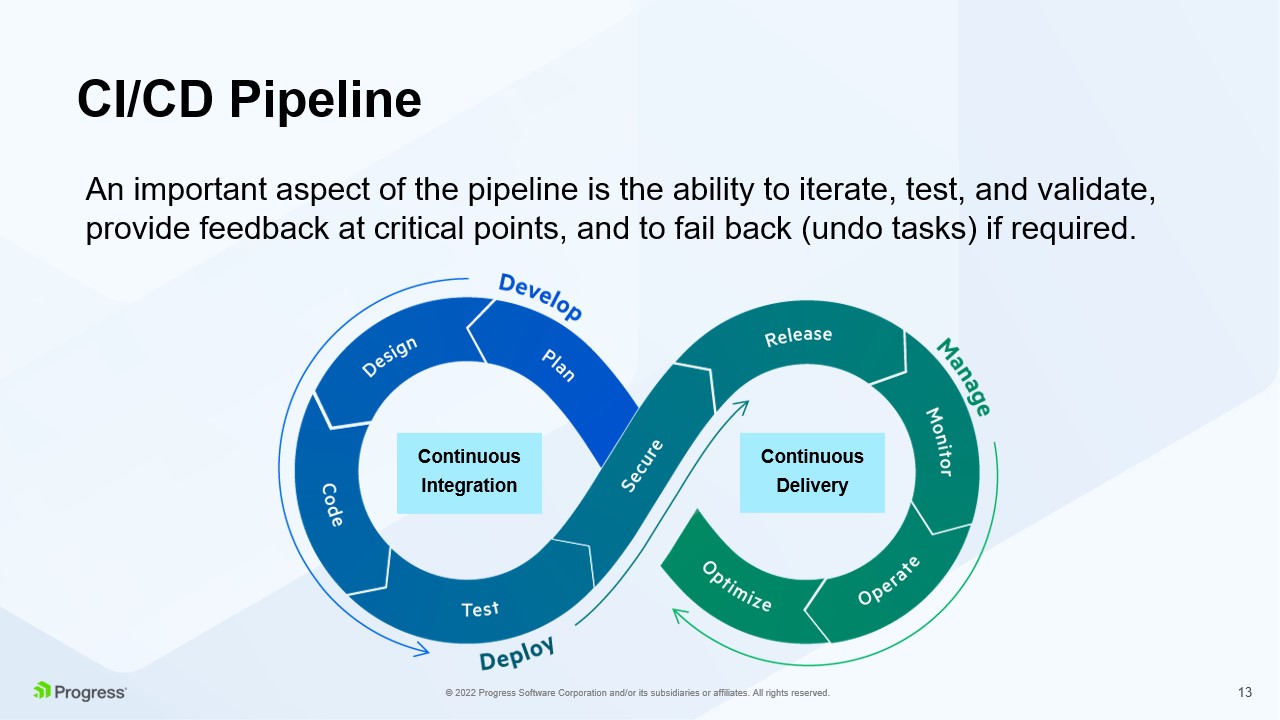 CI/CD Pipeline
An important aspect of the pipeline is the ability to iterate, test, and validate,
provide feedback at critical points, and to fail back (undo tasks) if required.
Develop
Plan
Design
Code
Test
Continuous
Integration
Deploy
Secure
Release
Manage
Monitor
Operate
Optimize
Continuous
Delivery
Progress
© 2022 Progress Software Corporation and/or its subsidiaries or affiliates. All rights reserved.
13